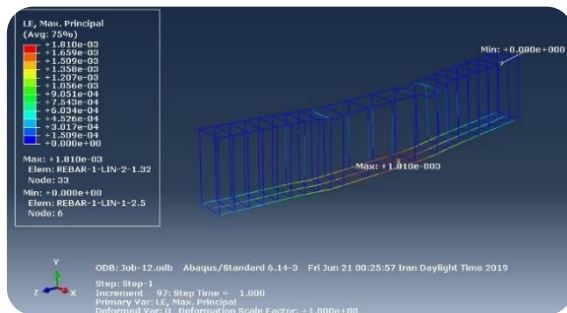 LE, Max. Principal
(Avg: 75%)
+1.810e-03
+1.659e-03
+1.509e-03
+1.358e-03
+1.207e-03
+1.056e-03
+9.051e-04
+7.543e-04
+6.034e-04
+4.526e-04
+3.017e-04
+1.509e-04
+0.000e+00
Max: +1.810e-03
Elem: REBAR-1-LIN-2-1.32
Node: 33
Min: +0.000e+00
Elem: REBAR-1-LIN-1-2.5
Node: 6
Min: +0.000e+000
Max: +1.810e-003
Y
Z X
ODB: Job-12.odb Abaqus/Standard 6.14-3 Fri Jun 21 00:25:57 Iran Daylight Time 2019
Step: Step-1
Increment 97: Step Time = 1.000
Primary Var: LE, Max. Principal
Deformed Var: U Deformation Scale Factor: +1.000e+00